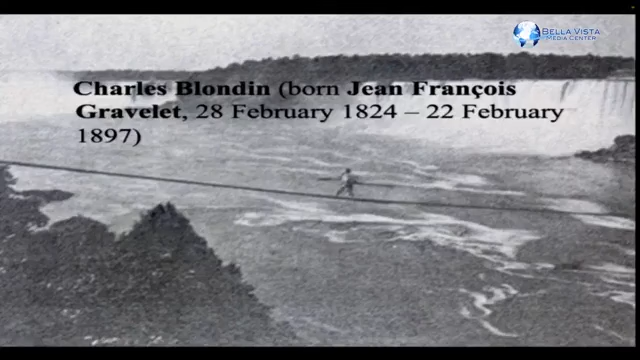 BELLA VISTA
MEDIA CENTER
Charles Blondin (born Jean François
Gravelet, 28 February 1824 – 22 February
1897)